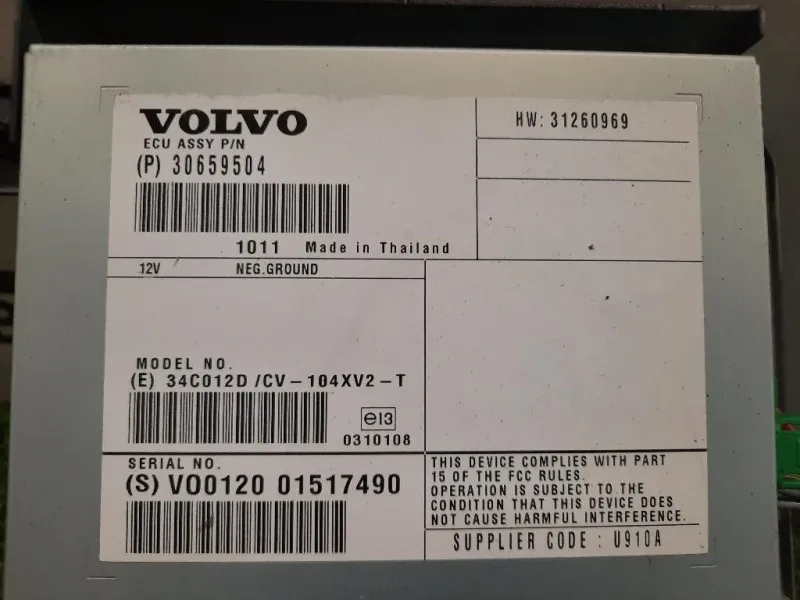 VOLVO
ECU ASSY P/N
(P) 30659504
1011 Made in Thailand
HW: 31260969
12V NEG.GROUND
MODEL NO.
(E) 34C012D /CV-104XV2-T
e13
0310108
SERIAL NO.
(S) VO0120 01517490
THIS DEVICE COMPLIES WITH PART
15 OF THE FCC RULES.
OPERATION IS SUBJECT TO THE
CONDITION THAT THIS DEVICE DOES
NOT CAUSE HARMFUL INTERFERENCE.
SUPPLIER CODE : U910A